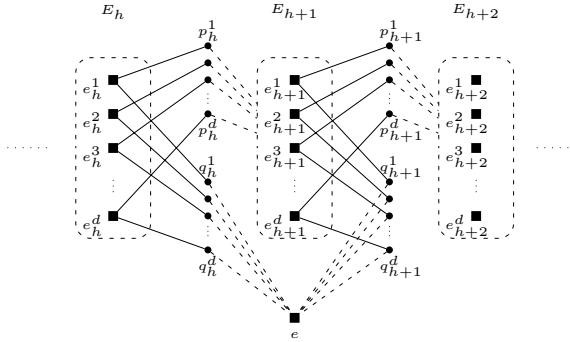 E_h E_{h+1} E_{h+2}
p_h^1 p_{h+1}^1
e_h^1 e_{h+1}^1 e_{h+2}^1
e_h^2 p_h^d e_{h+1}^2 p_{h+1}^d e_{h+2}^2
...... e_h^3 e_{h+1}^3 e_{h+2}^3 ......
q_h^1 q_{h+1}^1
e_h^d e_{h+1}^d e_{h+2}^d
q_h^d q_{h+1}^d
e